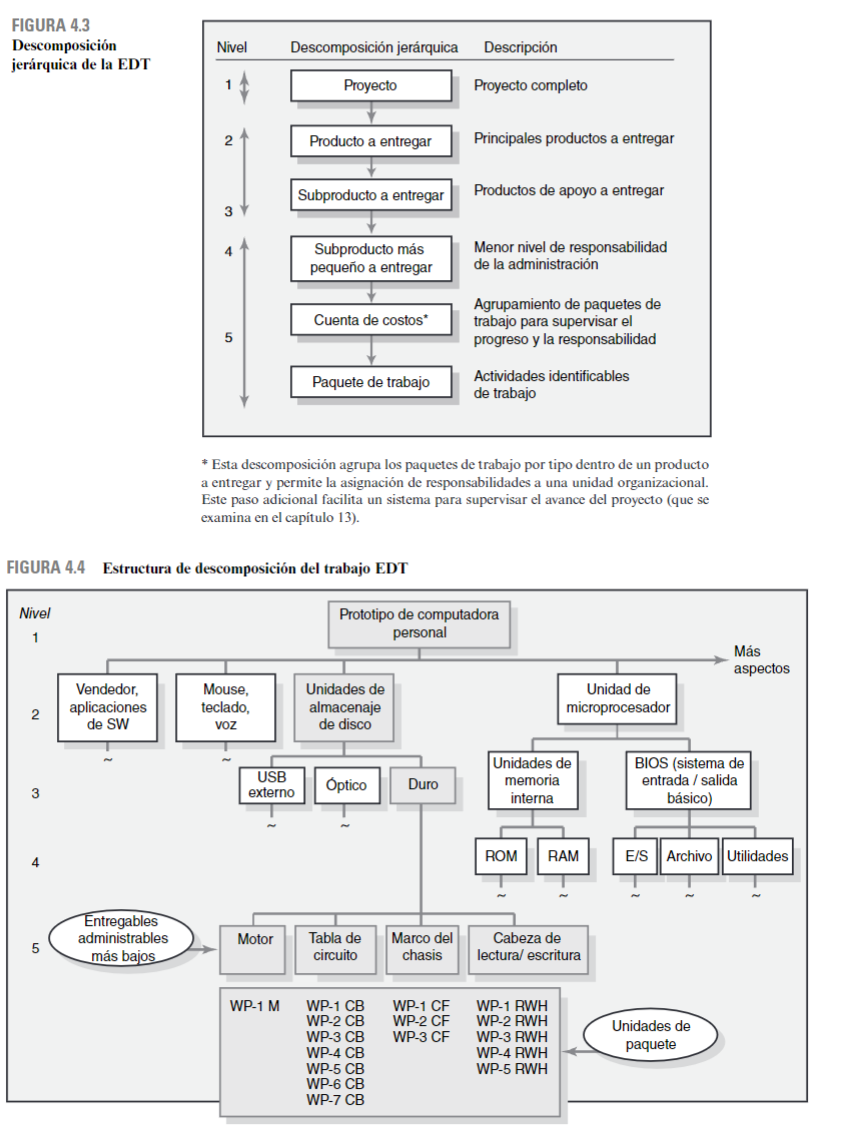 FIGURA 4.3
Descomposición
jerárquica de la EDT
Nivel Descomposición jerárquica Descripción
1 Proyecto Proyecto completo
2 Producto a entregar Principales productos a entregar
Subproducto a entregar Productos de apoyo a entregar
3
4 Subproducto más
pequeño a entregar
Menor nivel de responsabilidad
de la administración
Cuenta de costos*
Agrupamiento de paquetes de
trabajo para supervisar el
progreso y la responsabilidad
5
Paquete de trabajo
Actividades identificables
de trabajo
* Esta descomposición agrupa los paquetes de trabajo por tipo dentro de un producto
a entregar y permite la asignación de responsabilidades a una unidad organizacional.
Este paso adicional facilita un sistema para supervisar el avance del proyecto (que se
examina en el capítulo 13).
FIGURA 4.4 Estructura de descomposición del trabajo EDT
Nivel
1
Prototipo de computadora
personal
Más
aspectos
2
Vendedor,
aplicaciones
de SW
Mouse,
teclado,
voz
Unidades de
almacenaje
de disco
Unidad de
microprocesador
~ ~
3
USB
externo
Óptico
Duro
Unidades de
memoria
interna
BIOS (sistema de
entrada / salida
básico)
~ ~
4
ROM
RAM
E/S
Archivo
Utilidades
~ ~ ~ ~ ~
5
Entregables
administrables
más bajos
Motor
Tabla de
circuito
Marco del
chasis
Cabeza de
lectura/ escritura
WP-1 M WP-1 CB WP-1 CF WP-1 RWH
WP-2 CB WP-2 CF WP-2 RWH
WP-3 CB WP-3 CF WP-3 RWH
WP-4 CB WP-4 RWH
WP-5 CB WP-5 RWH
WP-6 CB
WP-7 CB
Unidades de
paquete